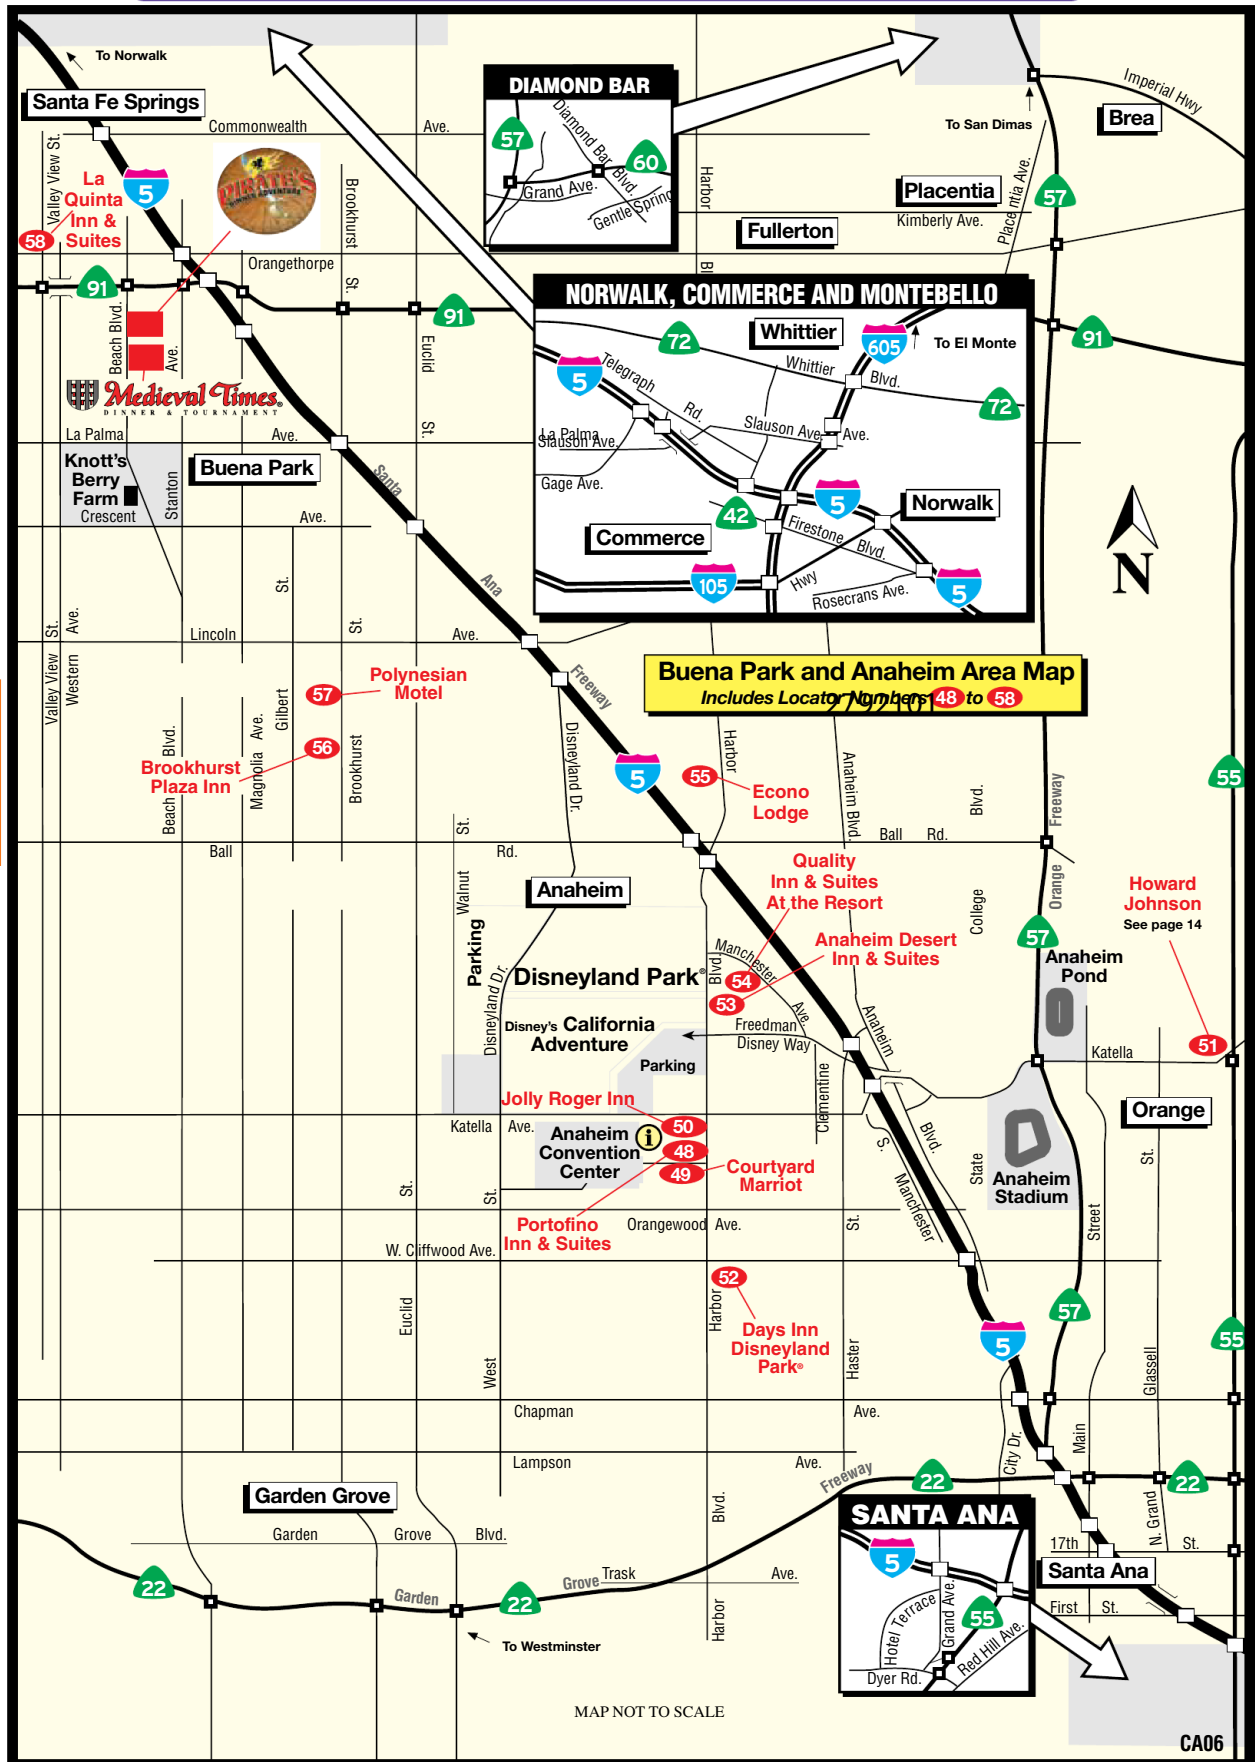 To Norwalk
Santa Fe Springs
Commonwealth
Ave.
DIAMOND BAR
57
Diamond Bar
Blvd.
60
Grand Ave.
Gentle Spring
To San Dimas
Imperial Hwy
Brea
Valley View St.
La
Quinta
Inn &
Suites
58
5
PIRATE'S
DINNER ADVENTURE
Brookhurst
St.
Harbor
Bl
Placentia
Kimberly Ave.
Placentia Ave.
57
Fullerton
Orangethorpe
91
91
91
Beach Blvd.
Ave.
Euclid
St.
Medieval Times®
DINNER & TOURNAMENT
NORWALK, COMMERCE AND MONTEBELLO
72
Whittier
605
To El Monte
5
Telegraph
Rd.
Whittier
Blvd.
72
Slauson Ave.
Ave.
La Palma
Slauson Ave.
Gage Ave.
42
5
Norwalk
Commerce
Firestone
Blvd.
105
Hwy
Rosecrans Ave.
5
La Palma
Ave.
Knott's
Berry
Farm
Crescent
Ave.
Stanton
Buena Park
Santa
Ana
Freeway
N
St.
Ave.
St.
St.
Lincoln
Ave.
Valley View
Western
Buena Park and Anaheim Area Map
Includes Locator Numbers 48 to 58
2792101
Polynesian
Motel
57
56
Brookhurst
Plaza Inn
Gilbert
Ave.
Magnolia
Blvd.
Beach
Brookhurst
Disneyland Dr.
5
55
Econo
Lodge
Harbor
Anaheim Blvd.
Blvd.
College
Freeway
Orange
55
Ball
Rd.
Ball
Rd.
St.
Walnut
Anaheim
Quality
Inn & Suites
At the Resort
Howard
Johnson
See page 14
57
Anaheim
Pond
Parking
Disneyland Dr.
Disneyland Park®
Manchester
Ave.
Blvd.
54
53
Anaheim Desert
Inn & Suites
Disney's California
Adventure
Freedman
Disney Way
Anaheim
Blvd.
51
Katella
Parking
Clementine
Jolly Roger Inn
Katella
Ave.
50
48
49
i
Anaheim
Convention
Center
Courtyard
Marriot
Portofino
Inn & Suites
Orange
S.
Manchester
State
Anaheim
Stadium
St.
Street
St.
St.
St.
Orangewood Ave.
W. Cliffwood Ave.
52
Harbor
Days Inn
Disneyland
Park®
57
5
55
Euclid
West
Haster
Glassell
Chapman
Ave.
Lampson
Ave.
City Dr.
Main
Freeway
22
22
Garden Grove
Garden
Grove
Blvd.
Blvd.
SANTA ANA
5
55
Hotel Terrace
Grand Ave.
Red Hill Ave.
Dyer Rd.
N. Grand
17th
St.
Santa Ana
First
St.
22
Garden
22
Grove
Trask
Ave.
Harbor
To Westminster
MAP NOT TO SCALE
CA06